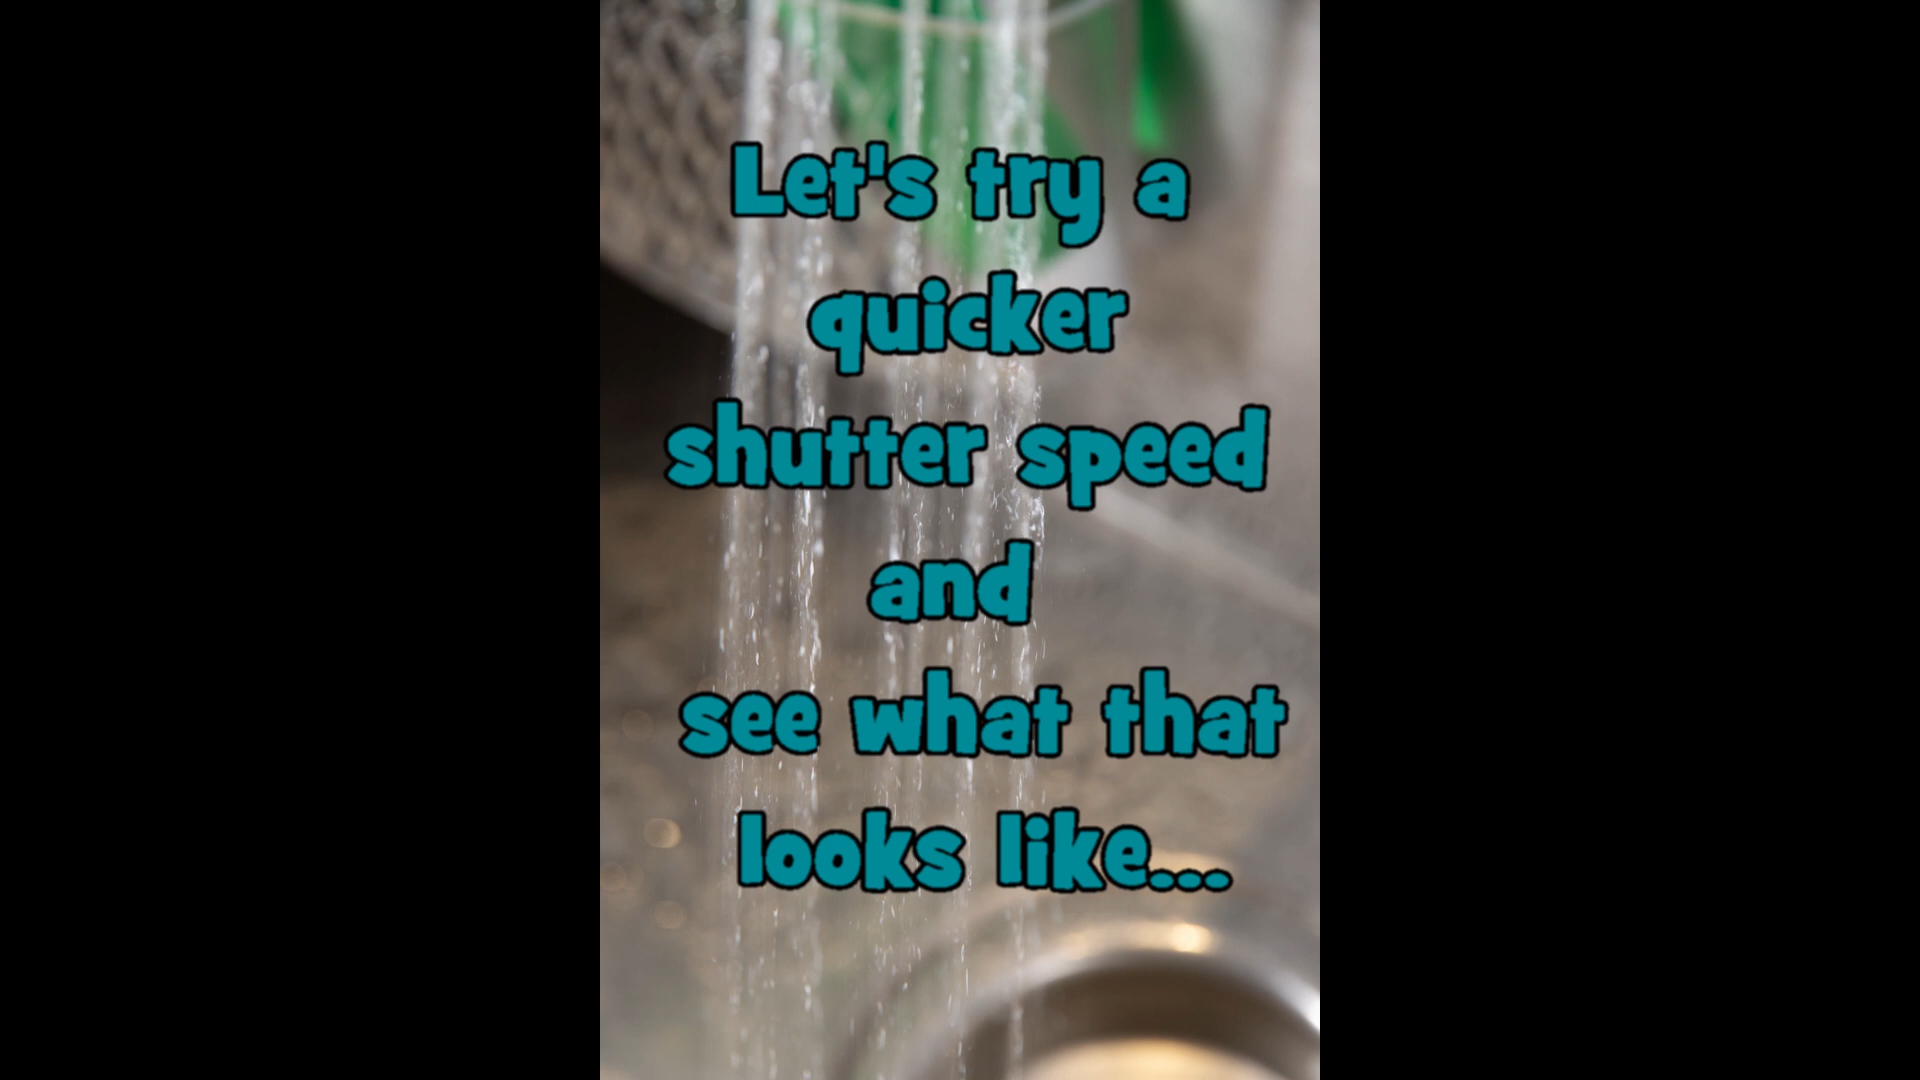 Let's try a
quicker
shutter speed
and
see what that
looks like...